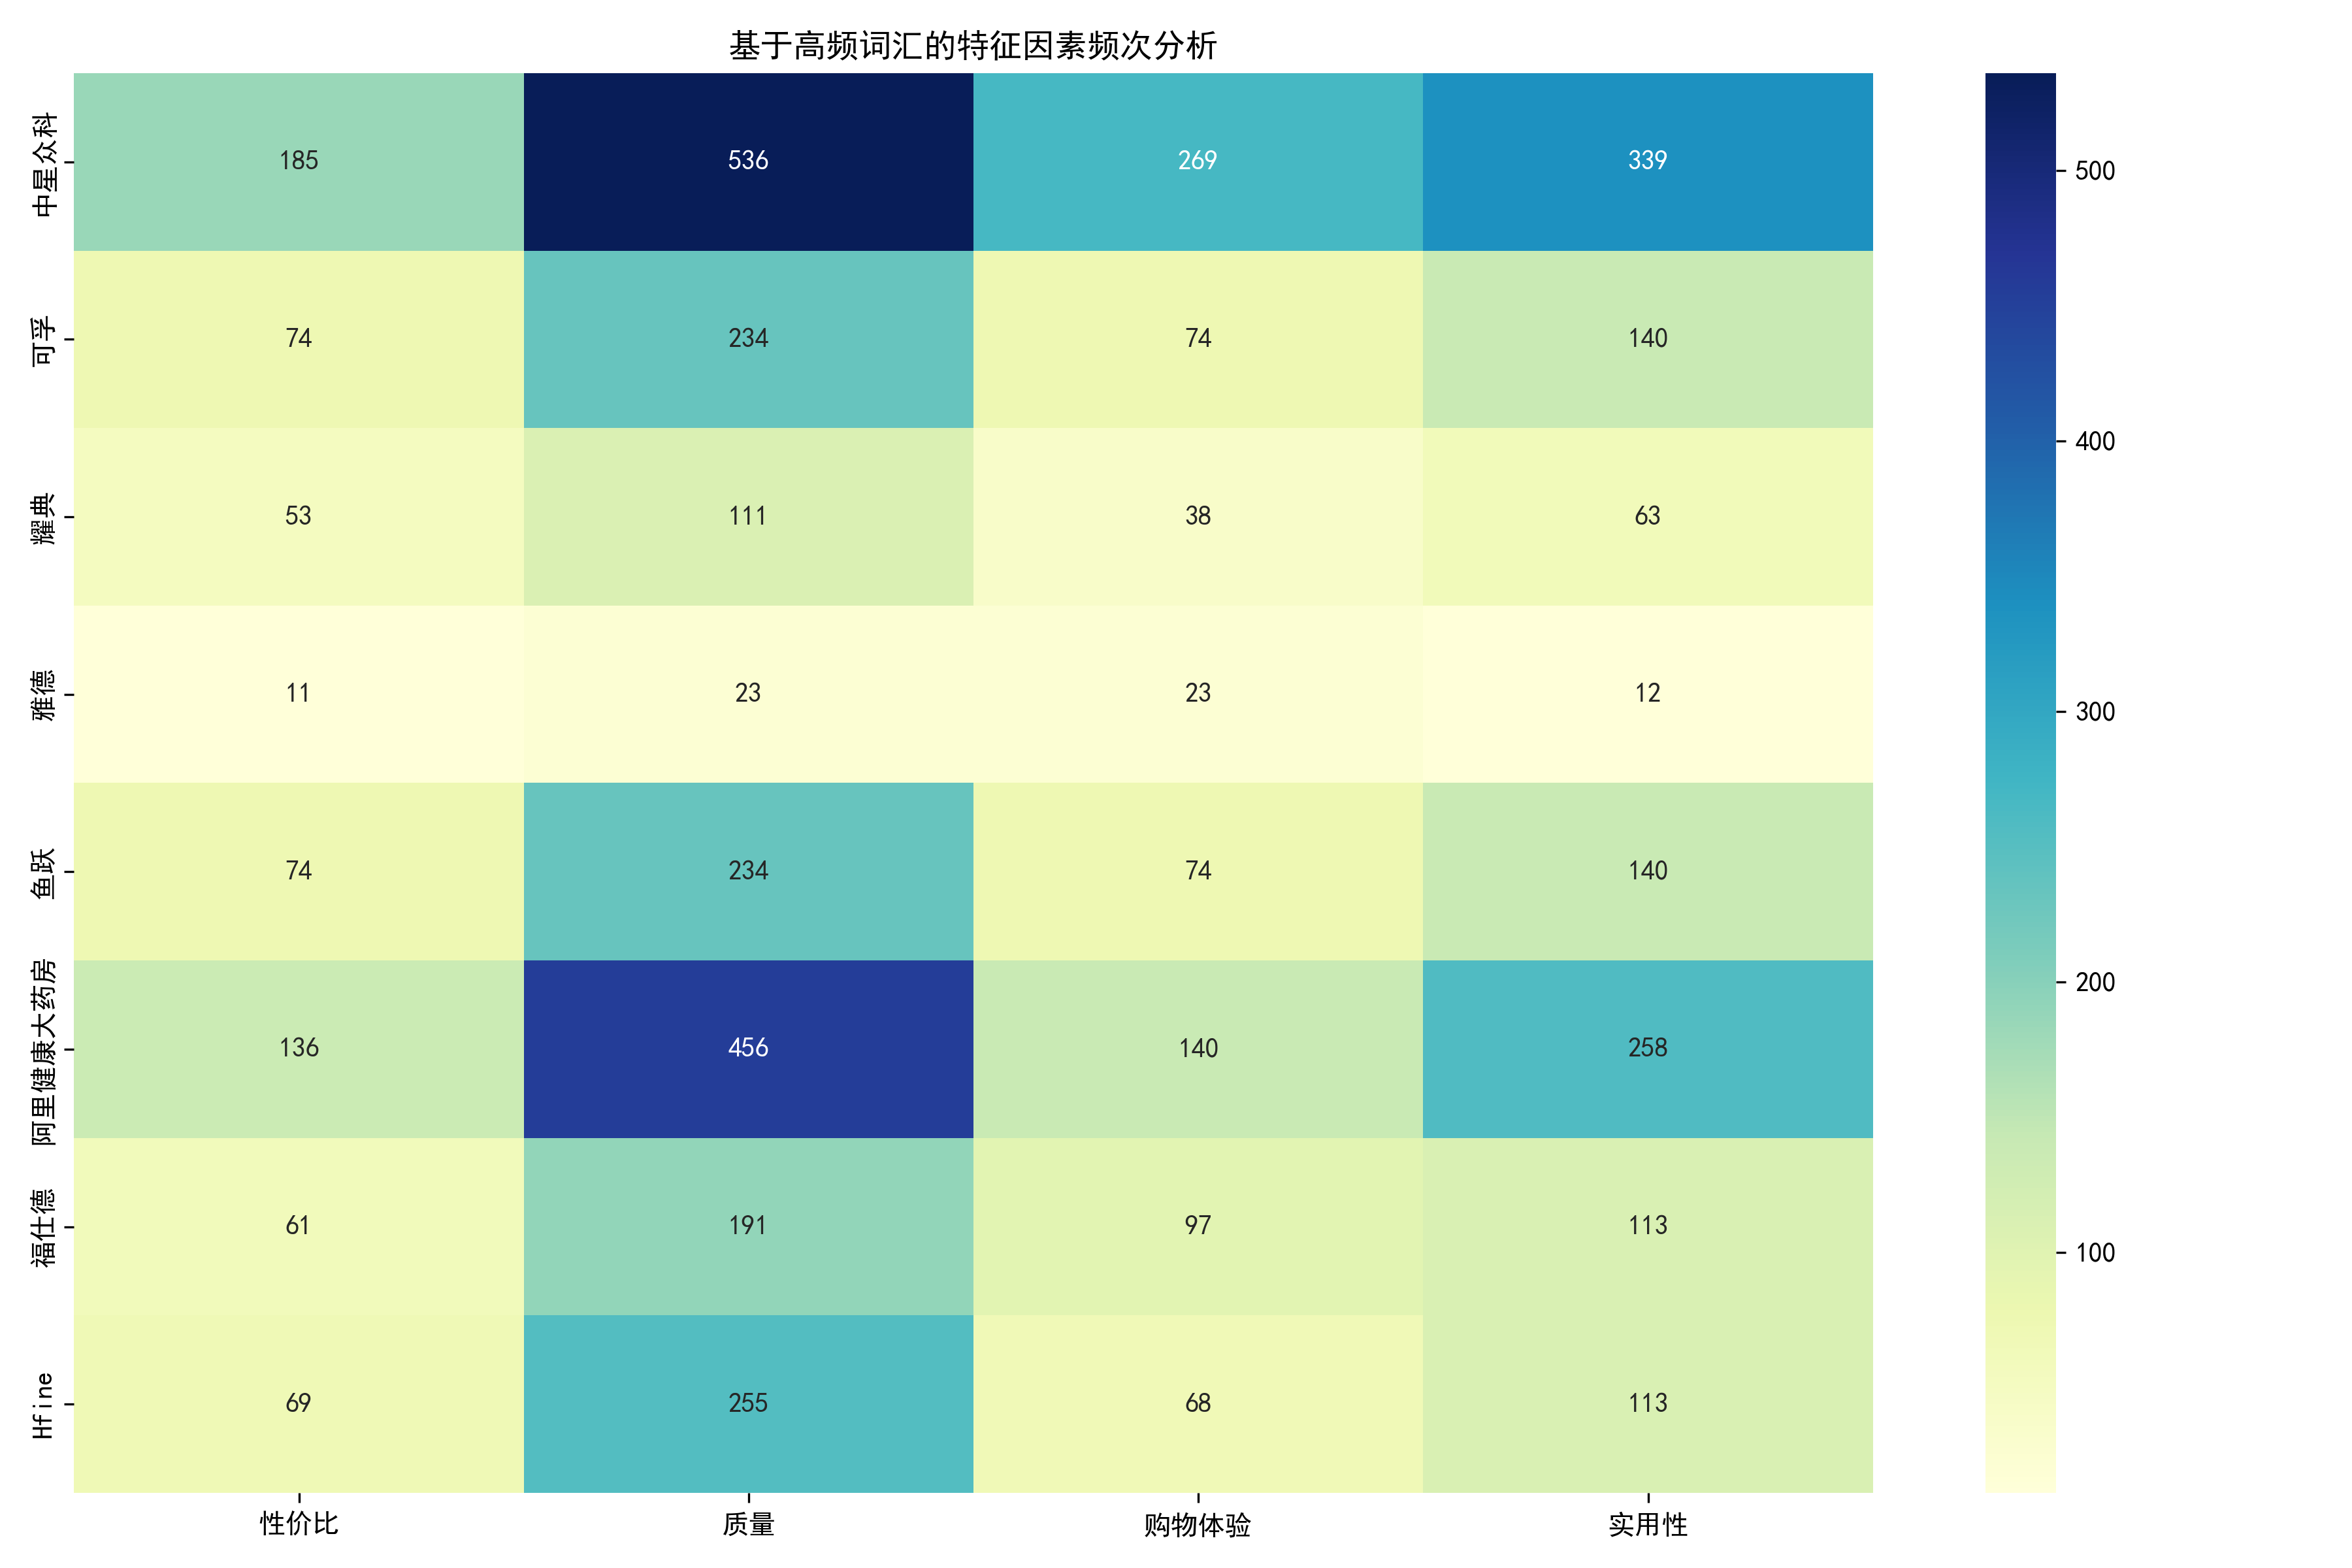 基于高频词汇的特征因素频次分析
中星众科 185 536 269 339
可孚 74 234 74 140
耀典 53 111 38 63
雅德 11 23 23 12
鱼跃 74 234 74 140
阿里健康大药房 136 456 140 258
福仕德 61 191 97 113
Hfine 69 255 68 113
性价比 质量 购物体验 实用性
500
400
300
200
100